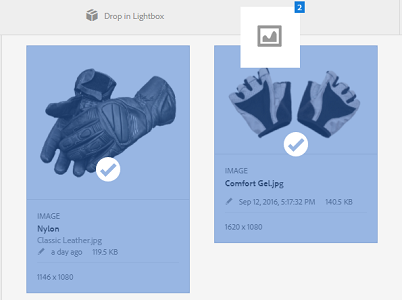 Drop in Lightbox
2
IMAGE
Nylon
Classic Leather.jpg
a day ago 119.5 KB
1146 x 1080
IMAGE
Comfort Gel.jpg
Sep 12, 2016, 5:17:32 PM 140.5 KB
1620 x 1080